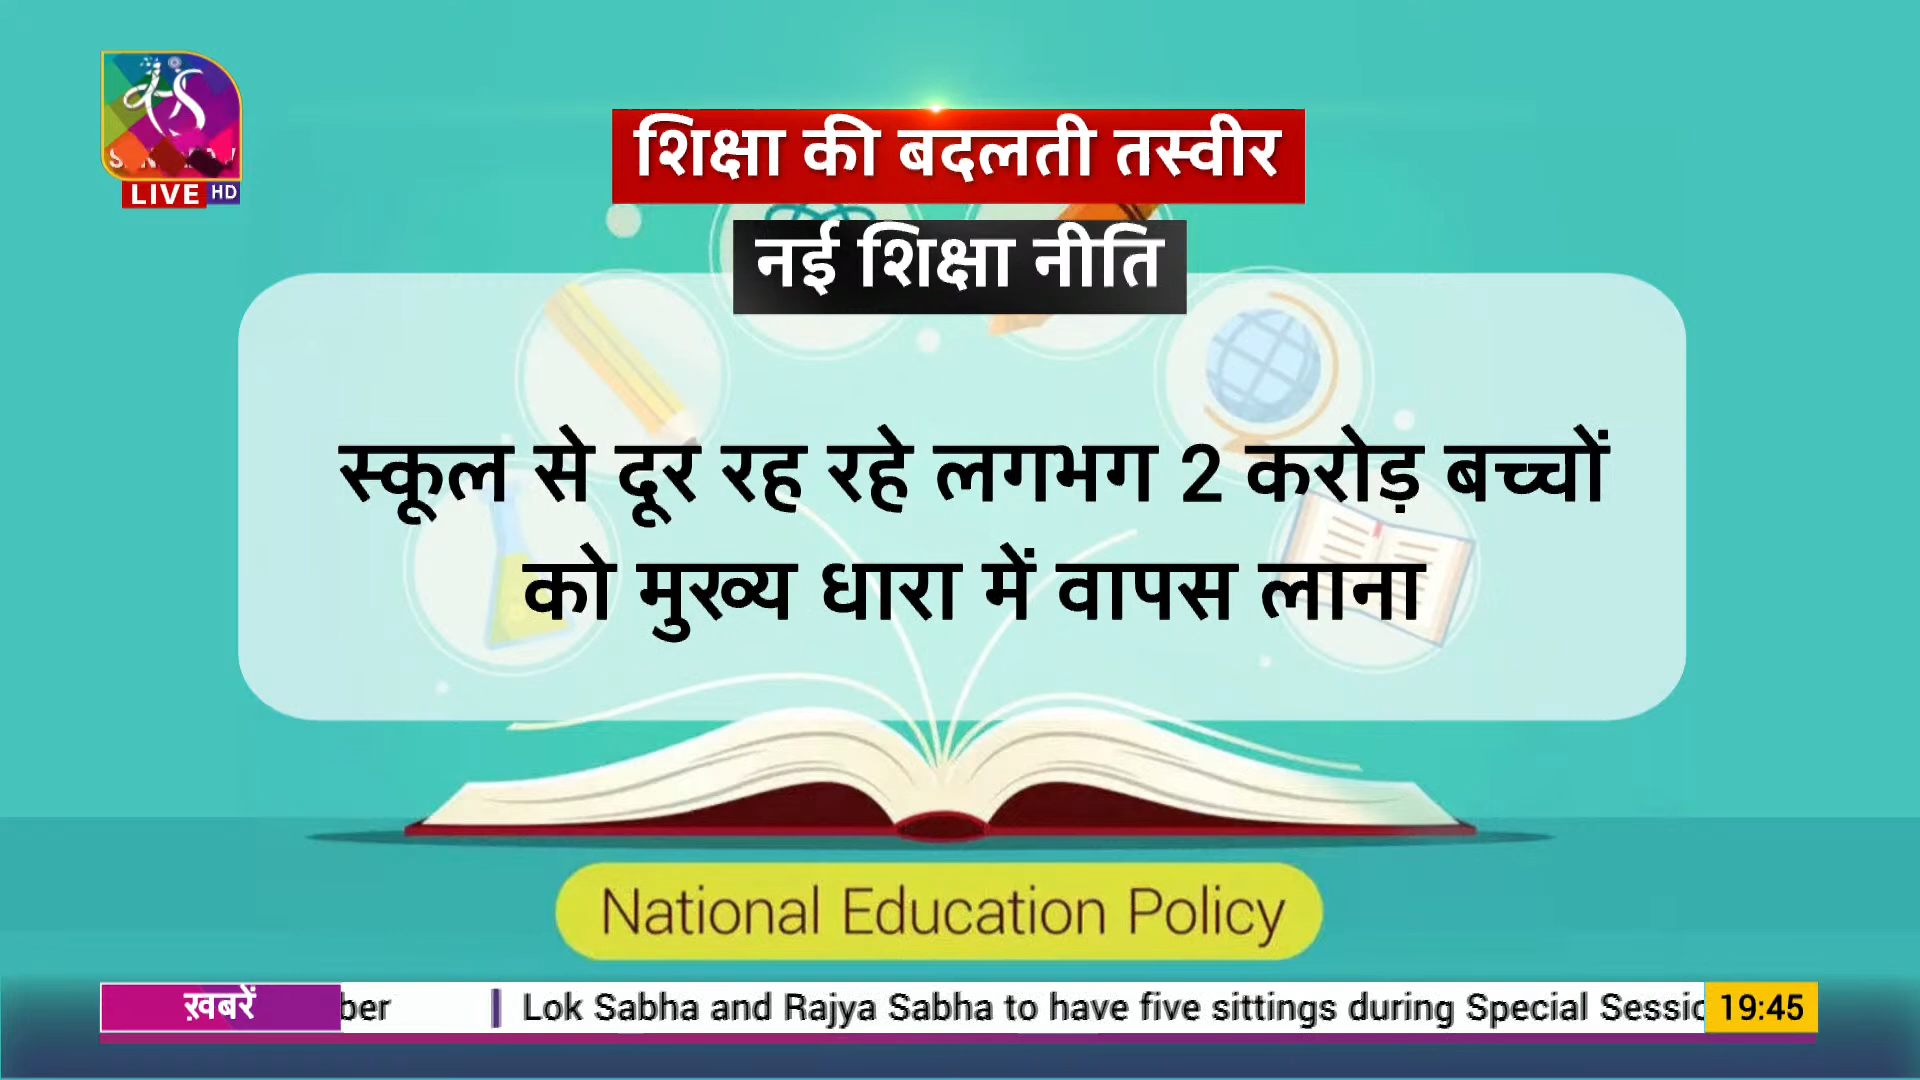 शिक्षा की बदलती तस्वीर
LIVE HD
नई शिक्षा नीति
स्कूल से दूर रह रहे लगभग 2 करोड़ बच्चों
को मुख्य धारा में वापस लाना
National Education Policy
ख़बरें ber | Lok Sabha and Rajya Sabha to have five sittings during Special 19:45